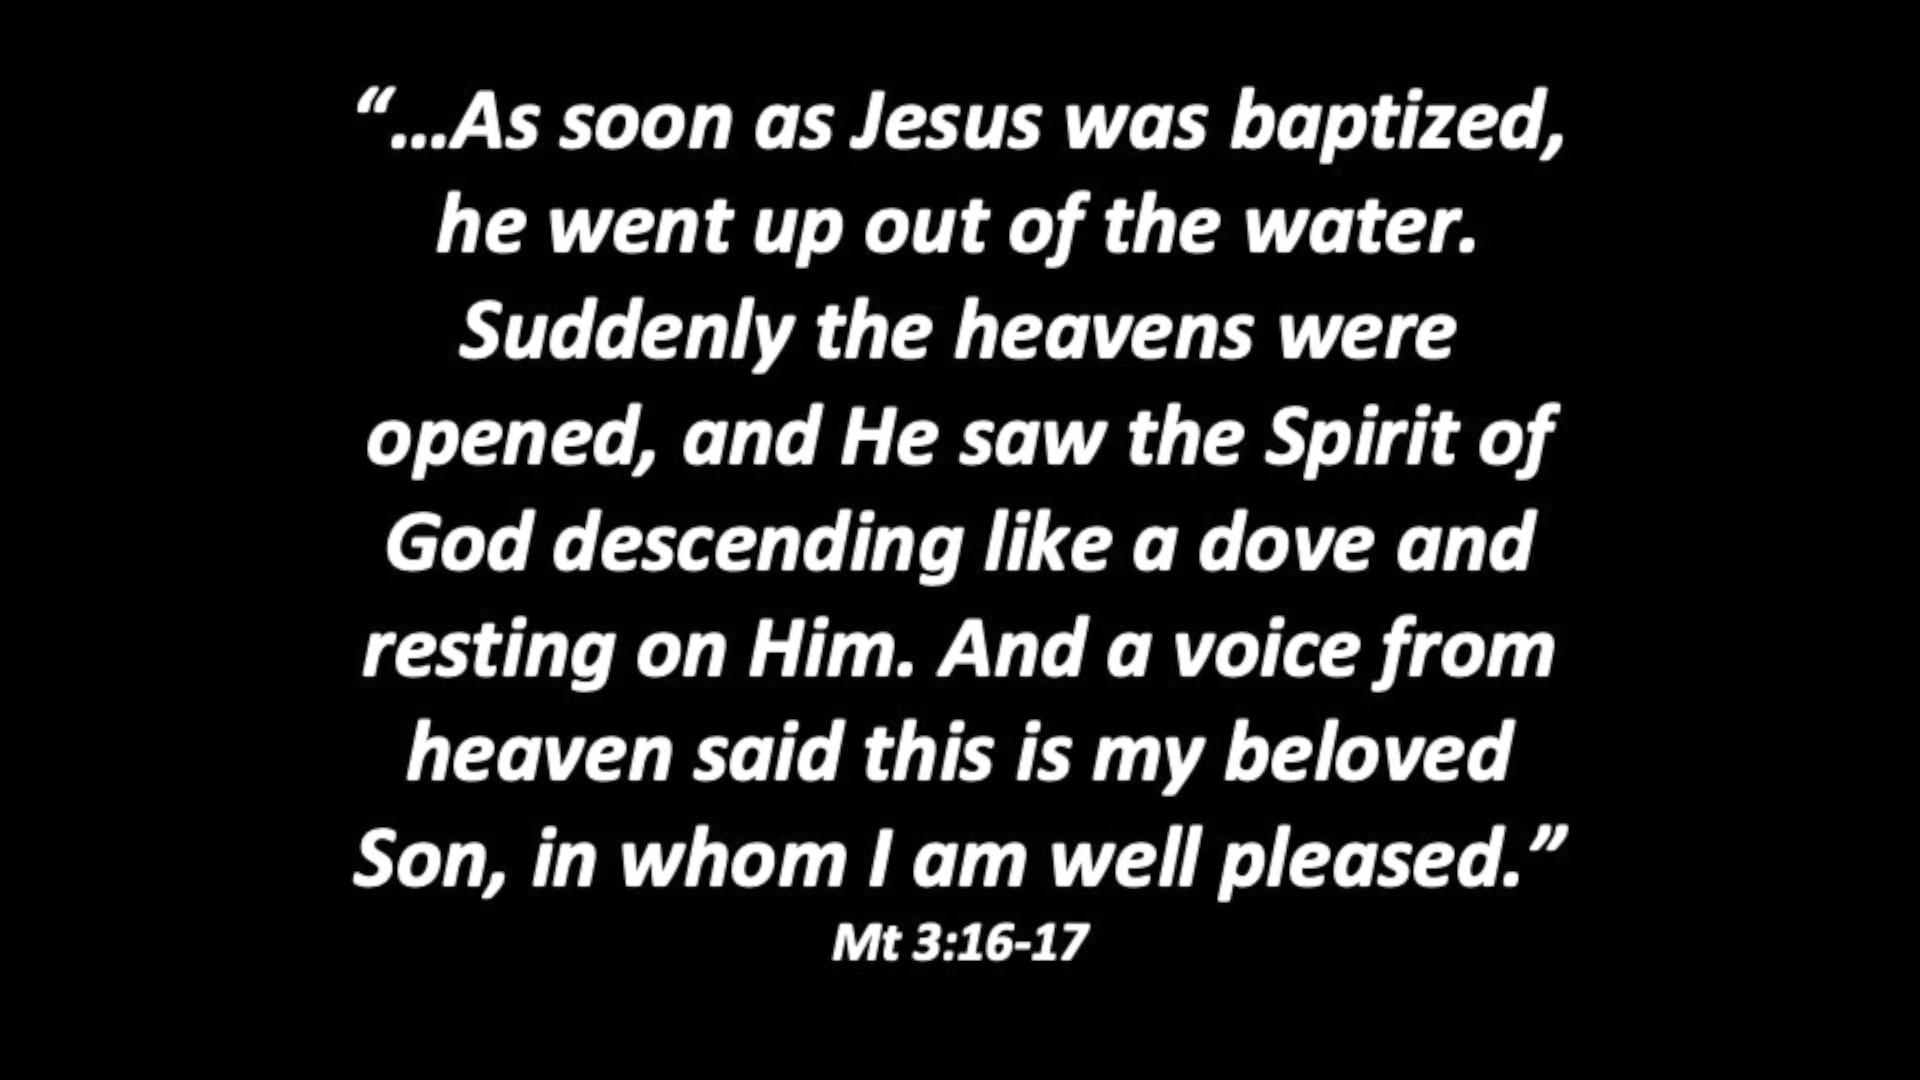 “...As soon as Jesus was baptized,
he went up out of the water.
Suddenly the heavens were
opened, and He saw the Spirit of
God descending like a dove and
resting on Him. And a voice from
heaven said this is my beloved
Son, in whom I am well pleased.”
Mt 3:16-17